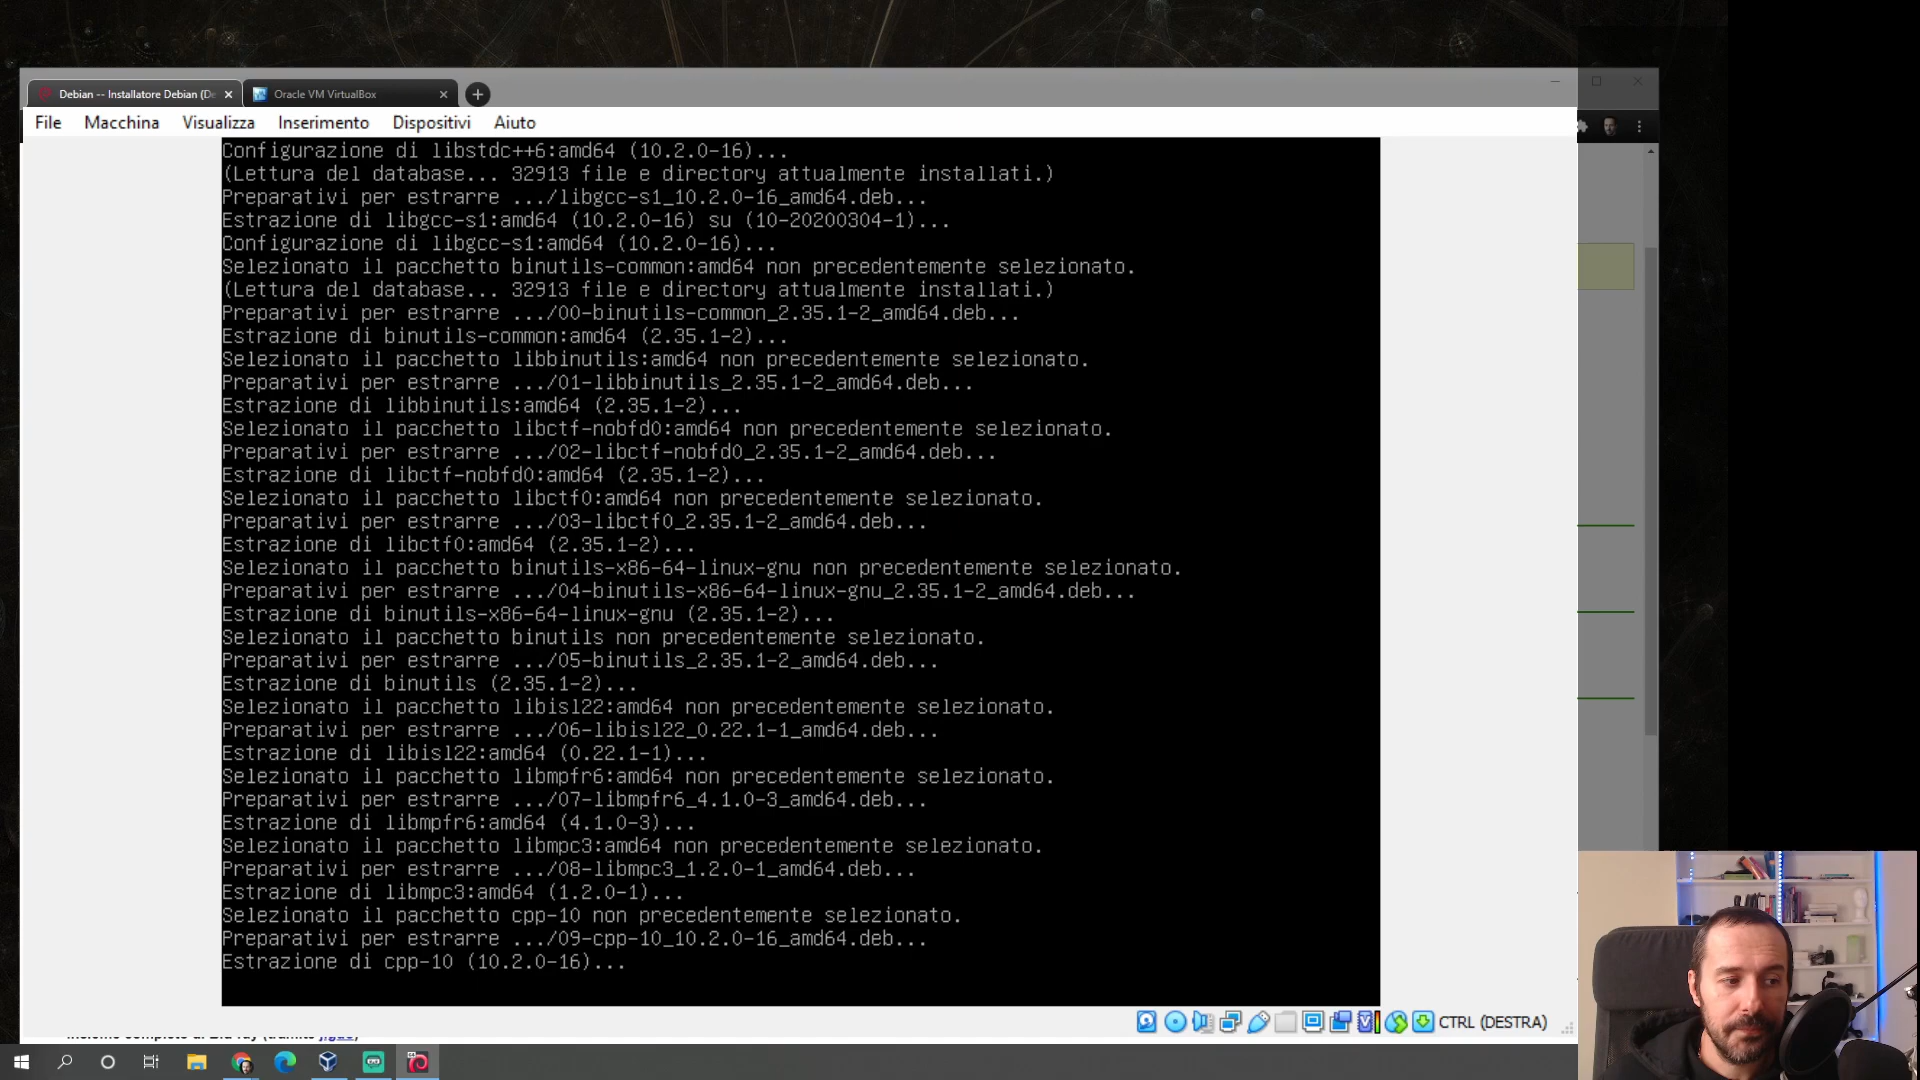 Debian -- Installatore Debian (De
Oracle VM VirtualBox
File Macchina Visualizza Inserimento Dispositivi Aiuto
Configurazione di libstdc++6:amd64 (10.2.0-16)...
(Lettura del database... 32913 file e directory attualmente installati.)
Preparativi per estrarre .../libgcc-s1_10.2.0-16_amd64.deb...
Estrazione di libgcc-s1:amd64 (10.2.0-16) su (10-20200304-1)...
Configurazione di libgcc-s1:amd64 (10.2.0-16)...
Selezionato il pacchetto binutils-common:amd64 non precedentemente selezionato.
(Lettura del database... 32913 file e directory attualmente installati.)
Preparativi per estrarre .../00-binutils-common_2.35.1-2_amd64.deb...
Estrazione di binutils-common:amd64 (2.35.1-2)...
Selezionato il pacchetto libbinutils:amd64 non precedentemente selezionato.
Preparativi per estrarre .../01-libbinutils_2.35.1-2_amd64.deb...
Estrazione di libbinutils:amd64 (2.35.1-2)...
Selezionato il pacchetto libctf-nobfd0:amd64 non precedentemente selezionato.
Preparativi per estrarre .../02-libctf-nobfd0_2.35.1-2_amd64.deb...
Estrazione di libctf-nobfd0:amd64 (2.35.1-2)...
Selezionato il pacchetto libctf0:amd64 non precedentemente selezionato.
Preparativi per estrarre .../03-libctf0_2.35.1-2_amd64.deb...
Estrazione di libctf0:amd64 (2.35.1-2)...
Selezionato il pacchetto binutils-x86-64-linux-gnu non precedentemente selezionato.
Preparativi per estrarre .../04-binutils-x86-64-linux-gnu_2.35.1-2_amd64.deb...
Estrazione di binutils-x86-64-linux-gnu (2.35.1-2)...
Selezionato il pacchetto binutils non precedentemente selezionato.
Preparativi per estrarre .../05-binutils_2.35.1-2_amd64.deb...
Estrazione di binutils (2.35.1-2)...
Selezionato il pacchetto libisl22:amd64 non precedentemente selezionato.
Preparativi per estrarre .../06-libisl22_0.22.1-1_amd64.deb...
Estrazione di libisl22:amd64 (0.22.1-1)...
Selezionato il pacchetto libmpfr6:amd64 non precedentemente selezionato.
Preparativi per estrarre .../07-libmpfr6_4.1.0-3_amd64.deb...
Estrazione di libmpfr6:amd64 (4.1.0-3)...
Selezionato il pacchetto libmpc3:amd64 non precedentemente selezionato.
Preparativi per estrarre .../08-libmpc3_1.2.0-1_amd64.deb...
Estrazione di libmpc3:amd64 (1.2.0-1)...
Selezionato il pacchetto cpp-10 non precedentemente selezionato.
Preparativi per estrarre .../09-cpp-10_10.2.0-16_amd64.deb...
Estrazione di cpp-10 (10.2.0-16)...
CTRL (DESTRA)